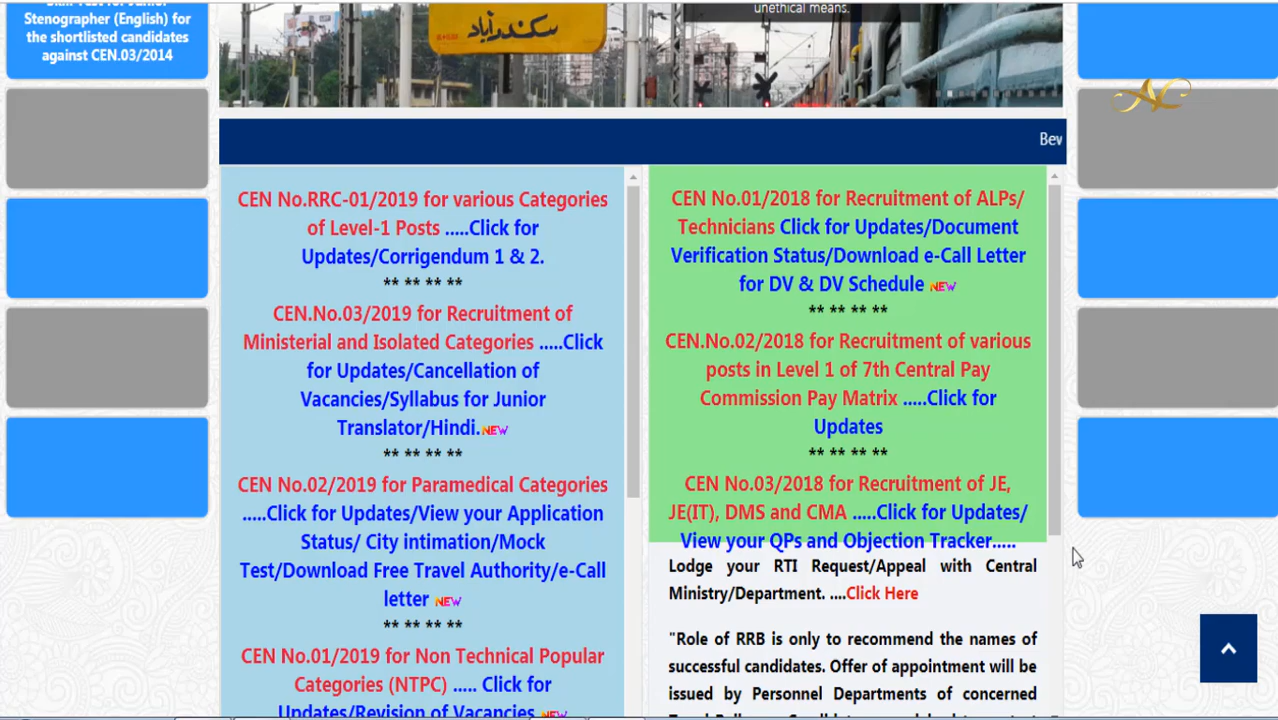 Stenographer (English) for
the shortlisted candidates
against CEN.03/2014
unethical means.
سکندرآباد
AC
Bev
CEN No.RRC-01/2019 for various Categories
of Level-1 Posts .....Click for
Updates/Corrigendum 1 & 2.
** ** ** **
CEN.No.03/2019 for Recruitment of
Ministerial and Isolated Categories .....Click
for Updates/Cancellation of
Vacancies/Syllabus for Junior
Translator/Hindi.NEW
** ** ** **
CEN No.02/2019 for Paramedical Categories
.....Click for Updates/View your Application
Status/ City intimation/Mock
Test/Download Free Travel Authority/e-Call
letter NEW
** ** ** **
CEN No.01/2019 for Non Technical Popular
Categories (NTPC) ..... Click for
Updates/Revision of Vacancies NEW
CEN No.01/2018 for Recruitment of ALPs/
Technicians Click for Updates/Document
Verification Status/Download e-Call Letter
for DV & DV Schedule NEW
** ** ** **
CEN.No.02/2018 for Recruitment of various
posts in Level 1 of 7th Central Pay
Commission Pay Matrix .....Click for
Updates
** ** ** **
CEN No.03/2018 for Recruitment of JE,
JE(IT), DMS and CMA .....Click for Updates/
View your QPs and Objection Tracker.....
Lodge your RTI Request/Appeal with Central
Ministry/Department. ....Click Here
"Role of RRB is only to recommend the names of
successful candidates. Offer of appointment will be
issued by Personnel Departments of concerned